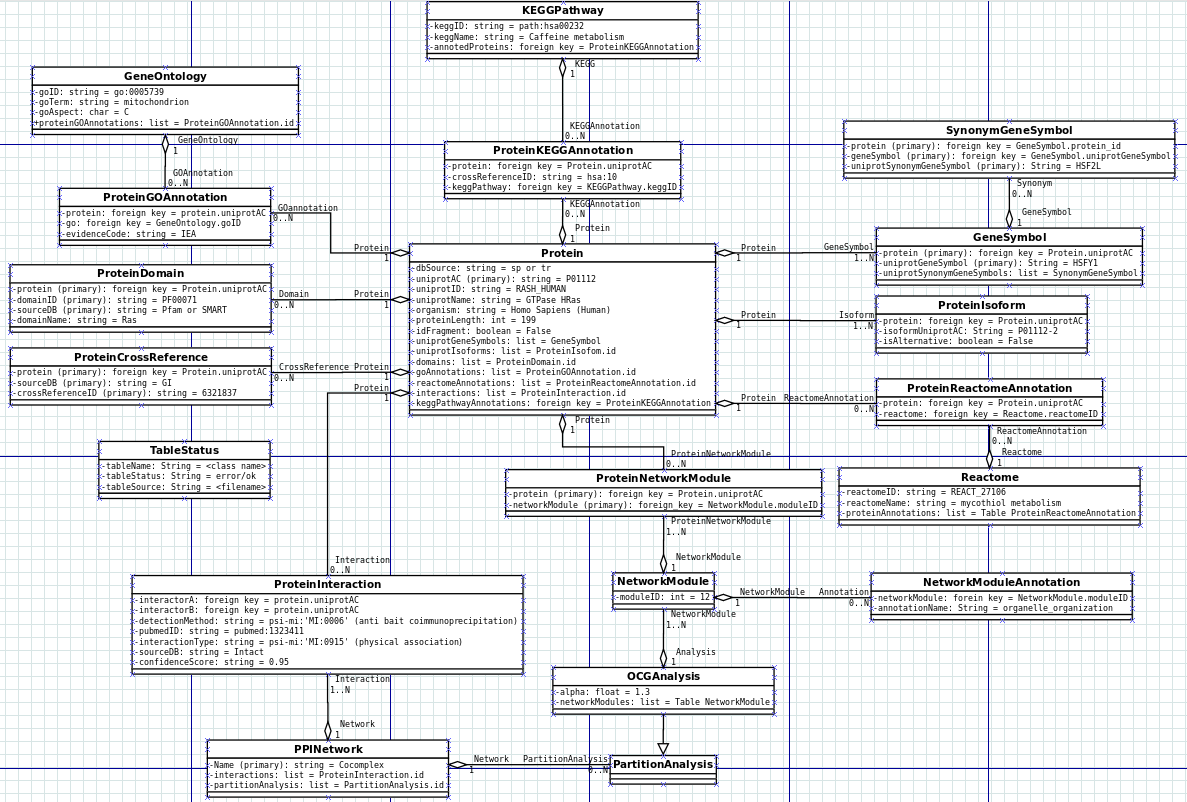 KEGGPathway
-keggID: string = path:hsa00232
-keggName: string = Caffeine metabolism
-annotedProteins: foreign key = ProteinKEGGAnnotation
KEGG
1
KEGGAnnotation
0..N
GeneOntology
-goID: string = go:0005739
-goTerm: string = mitochondrion
-goAspect: char = C
+proteinGOAnnotations: list = ProteinGOAnnotation.id
GeneOntology
1
GOAnnotation
0..N
ProteinKEGGAnnotation
-protein: foreign key = Protein.uniprotAC
-crossReferenceID: string = hsa:10
-keggPathway: foreign key = KEGGPathway.keggID
KEGGAnnotation
0..N
Protein
1
SynonymGeneSymbol
-protein (primary): foreign key = GeneSymbol.protein_id
-geneSymbol (primary): foreign key = GeneSymbol.uniprotGeneSymbol
-uniprotSynonymGeneSymbol (primary): String = HSF2L
Synonym
0..N
GeneSymbol
1
ProteinGOAnnotation
-protein: foreign key = protein.uniprotAC
-go: foreign key = GeneOntology.goID
-evidenceCode: string = IEA
GOannotation
0..N
Protein
1
ProteinDomain
-protein (primary): foreign key = Protein.uniprotAC
-domainID (primary): string = PF00071
-sourceDB (primary): string = Pfam or SMART
-domainName: string = Ras
Domain
0..N
Protein
1
ProteinCrossReference
-protein (primary): foreign key = Protein.uniprotAC
-sourceDB (primary): string = GI
-crossReferenceID (primary): string = 6321837
CrossReference
0..N
Protein
1
Protein
1
Protein
-dbSource: string = sp or tr
-uniprotAC (primary): string = P01112
-uniprotID: string = RASH_HUMAN
-uniprotName: string = GTPase HRas
-organism: string = Homo Sapiens (Human)
-proteinLength: int = 199
-idFragment: boolean = False
-uniprotGeneSymbols: list = GeneSymbol
-uniprotIsoforms: list = ProteinIsofom.id
-domains: list = ProteinDomain.id
-goAnnotations: list = ProteinGOAnnotation.id
-reactomeAnnotations: list = ProteinReactomeAnnotation.id
-interactions: list = ProteinInteraction.id
-keggPathwayAnnotations: foreign key = ProteinKEGGAnnotation
Protein
1
GeneSymbol
1..N
GeneSymbol
-protein (primary): foreign key = Protein.uniprotAC
-uniprotGeneSymbol (primary): String = HSFY1
-uniprotSynonymGeneSymbols: list = SynonymGeneSymbol
Protein
1
Isoform
1..N
ProteinIsoform
-protein: foreign key = Protein.uniprotAC
-isoformUniprotAC: String = P01112-2
-isAlternative: boolean = False
Protein
1
ReactomeAnnotation
0..N
ProteinReactomeAnnotation
-protein: foreign key = Protein.uniprotAC
-reactome: foreign key = Reactome.reactomeID
ReactomeAnnotation
0..N
Reactome
1
Reactome
-reactomeID: string = REACT_27106
-reactomeName: string = mycothiol metabolism
-proteinAnnotations: list = Table ProteinReactomeAnnotation
TableStatus
-tableName: String = <class name>
-tableStatus: String = error/ok
-tableSource: String = <filename>
Protein
1
ProteinNetworkModule
0..N
ProteinNetworkModule
-protein (primary): foreign key = Protein.uniprotAC
-networkModule (primary): foreign_key = NetworkModule.moduleID
ProteinNetworkModule
1..N
NetworkModule
1
NetworkModule
-moduleID: int = 12
NetworkModule
1
Annotation
0..N
NetworkModuleAnnotation
-networkModule: forein key = NetworkModule.moduleID
-annotationName: String = organelle_organization
NetworkModule
1..N
Analysis
1
Interaction
0..N
ProteinInteraction
-interactorA: foreign key = protein.uniprotAC
-interactorB: foreign key = protein.uniprotAC
-detectionMethod: string = psi-mi:'MI:0006' (anti bait coimmunoprecipitation)
-pubmedID: string = pubmed:1323411
-interactionType: string = psi-mi:'MI:0915' (physical association)
-sourceDB: string = Intact
-confidenceScore: string = 0.95
Interaction
1..N
Network
1
OCGAnalysis
-alpha: float = 1.3
-networkModules: list = Table NetworkModule
PPINetwork
-Name (primary): string = Cocomplex
-interactions: list = ProteinInteraction.id
-partitionAnalysis: list = PartitionAnalysis.id
Network
1
PartitionAnalysis
0..N
PartitionAnalysis